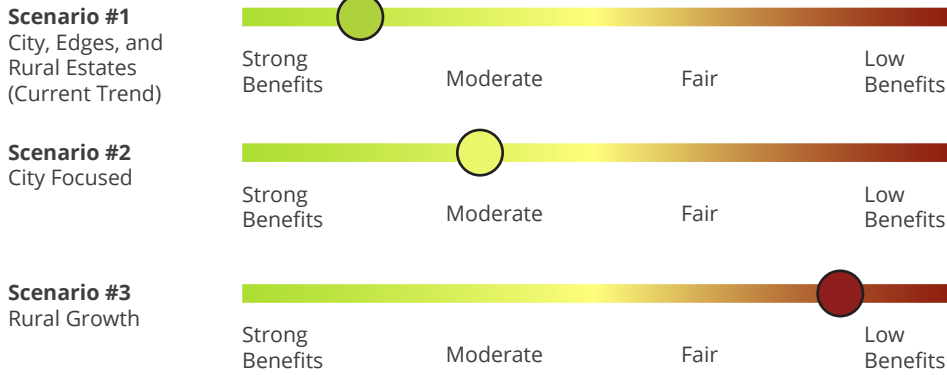 Scenario #1
City, Edges, and
Rural Estates
(Current Trend)
Strong
Benefits
Moderate
Fair
Low
Benefits
Scenario #2
City Focused
Strong
Benefits
Moderate
Fair
Low
Benefits
Scenario #3
Rural Growth
Strong
Benefits
Moderate
Fair
Low
Benefits